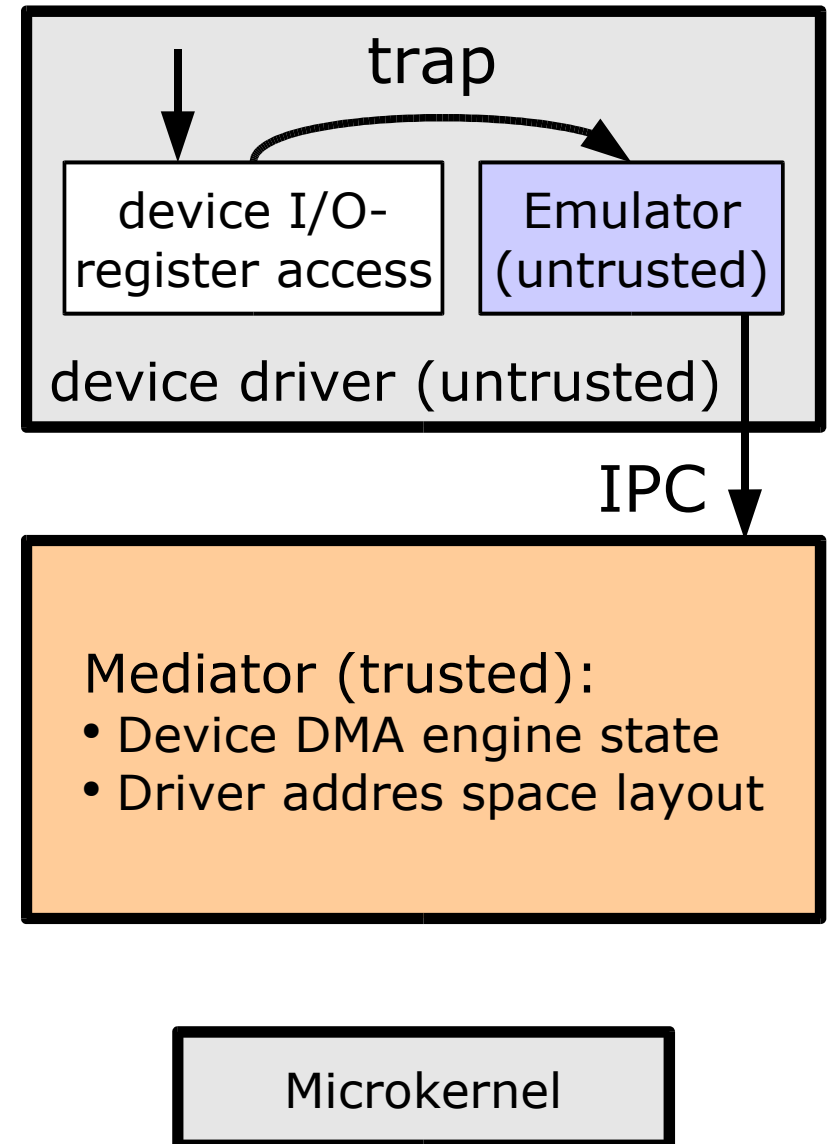 trap
device I/O-
register access
Emulator
(untrusted)
device driver (untrusted)
IPC
Mediator (trusted):
• Device DMA engine state
• Driver addres space layout
Microkernel